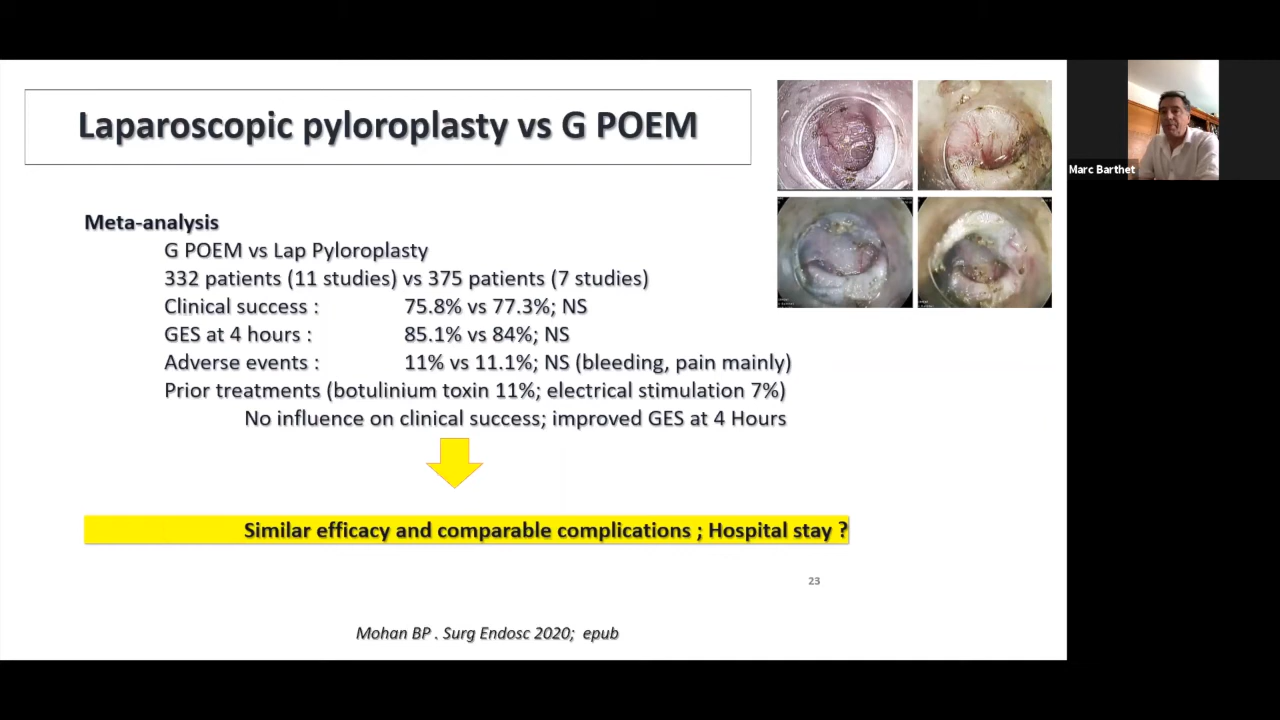 Laparoscopic pyloroplasty vs G POEM
Marc Barthet
Meta-analysis
G POEM vs Lap Pyloroplasty
332 patients (11 studies) vs 375 patients (7 studies)
Clinical success : 75.8% vs 77.3%; NS
GES at 4 hours : 85.1% vs 84%; NS
Adverse events : 11% vs 11.1%; NS (bleeding, pain mainly)
Prior treatments (botulinium toxin 11%; electrical stimulation 7%)
No influence on clinical success; improved GES at 4 Hours
Similar efficacy and comparable complications ; Hospital stay ?
23
Mohan BP . Surg Endosc 2020; epub